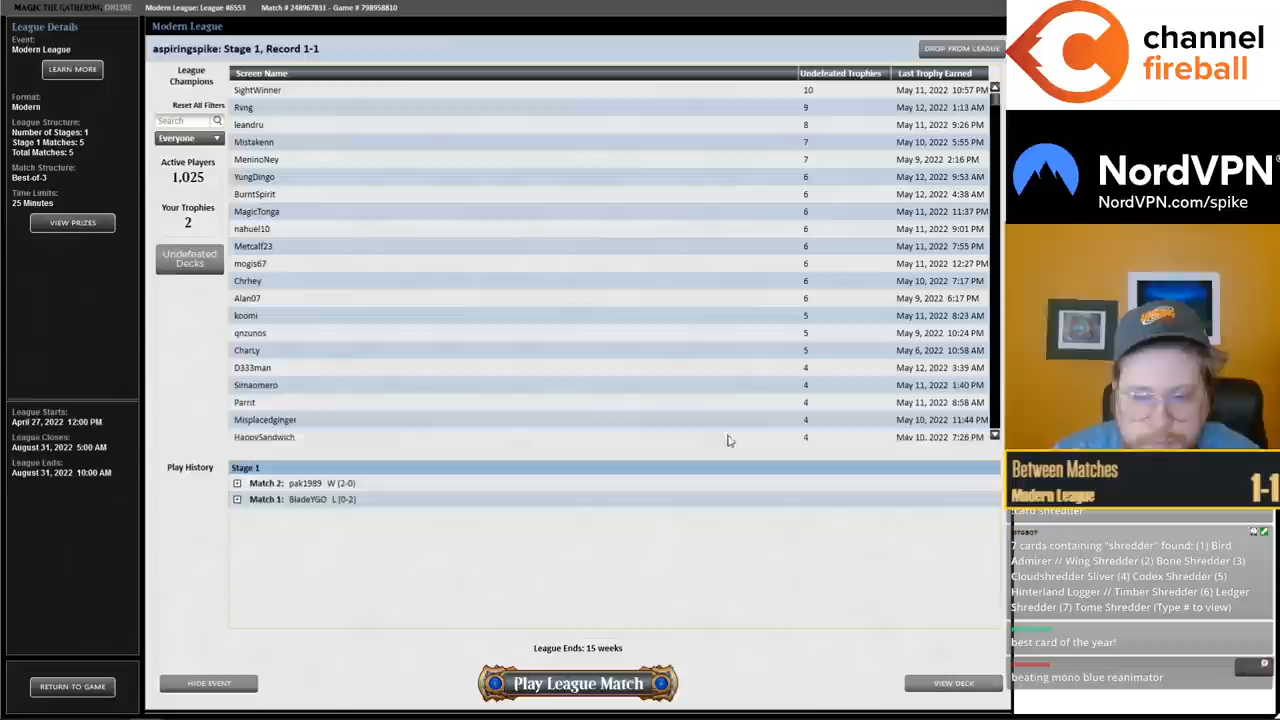 MAGIC THE GATHERING ONLINE
Modern League: League #6553
Match # 248967831 - Game # 798958810
League Details
Event:
Modern League
LEARN MORE
Format:
Modern
League Structure:
Number of Stages: 1
Stage 1 Matches: 5
Total Matches: 5
Match Structure:
Best-of-3
Time Limits:
25 Minutes
VIEW PRIZES
League Starts:
April 27, 2022 12:00 PM
League Closes:
August 31, 2022 5:00 AM
League Ends:
August 31, 2022 10:00 AM
RETURN TO GAME
Modern League
aspiringspike: Stage 1, Record 1-1
DROP FROM LEAGUE
League
Champions
Reset All Filters
Search
Everyone
Active Players
1,025
Your Trophies
2
Undefeated
Decks
Screen Name Undefeated Trophies Last Trophy Earned
SightWinner 10 May 11, 2022 10:57 PM
Rvng 9 May 12, 2022 1:13 AM
leandru 8 May 11, 2022 9:26 PM
Mistakenn 7 May 10, 2022 5:55 PM
MeninoNey 7 May 9, 2022 2:16 PM
YungDingo 6 May 12, 2022 9:53 AM
BurntSpirit 6 May 12, 2022 4:38 AM
MagicTonga 6 May 11, 2022 11:37 PM
nahuel10 6 May 11, 2022 9:01 PM
Metcalf23 6 May 11, 2022 7:55 PM
mogis67 6 May 11, 2022 12:27 PM
Chrhey 6 May 10, 2022 7:17 PM
Alan07 6 May 9, 2022 6:17 PM
koomi 5 May 11, 2022 8:23 AM
qnzunos 5 May 9, 2022 10:24 PM
CharLy 5 May 6, 2022 10:58 AM
D333man 4 May 12, 2022 3:39 AM
Simaomero 4 May 11, 2022 1:40 PM
Parrit 4 May 11, 2022 8:58 AM
Misplacedginger 4 May 10, 2022 11:44 PM
HappySandwich 4 May 10, 2022 7:26 PM
Play History
Stage 1
Match 2: pak1989 W (2-0)
Match 1: BladeYGO L (0-2)
League Ends: 15 weeks
HIDE EVENT
Play League Match
VIEW DECK
channel
fireball
NordVPN
NordVPN.com/spike
Between Matches
Modern League
1-1
!card shredder
MTGBOT
7 cards containing "shredder" found: (1) Bird
Admirer // Wing Shredder (2) Bone Shredder (3)
Cloudshredder Sliver (4) Codex Shredder (5)
Hinterland Logger // Timber Shredder (6) Ledger
Shredder (7) Tome Shredder (Type # to view)
best card of the year!
beating mono blue reanimator